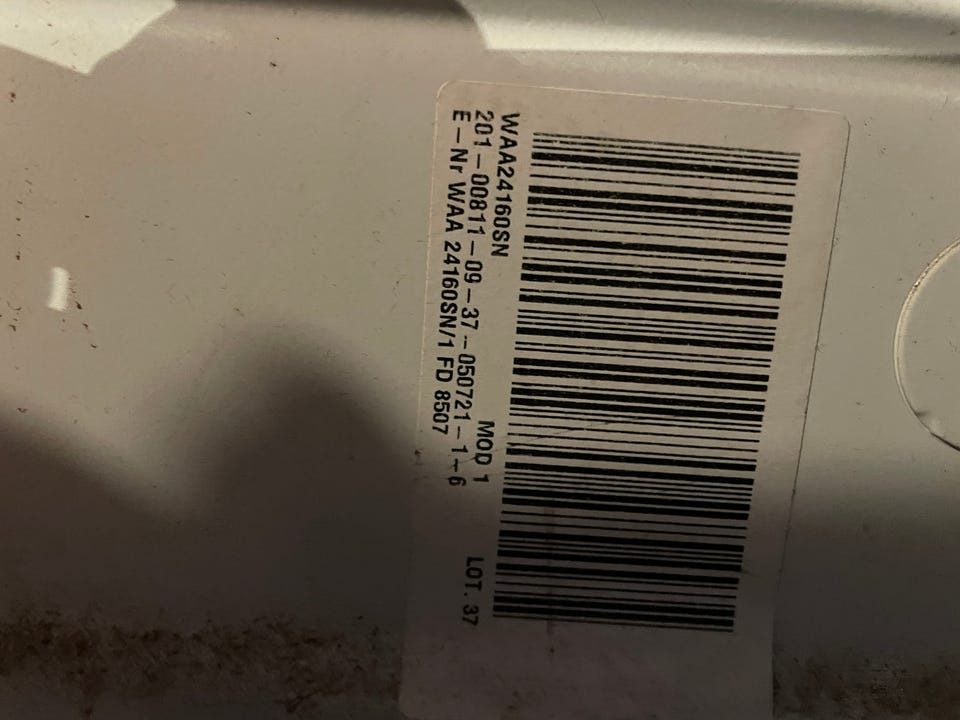 WAA24160SN MOD 1 LOT. 37
201-00811-09-37-050721-1-6
E-Nr WAA 24160SN/1 FD 8507